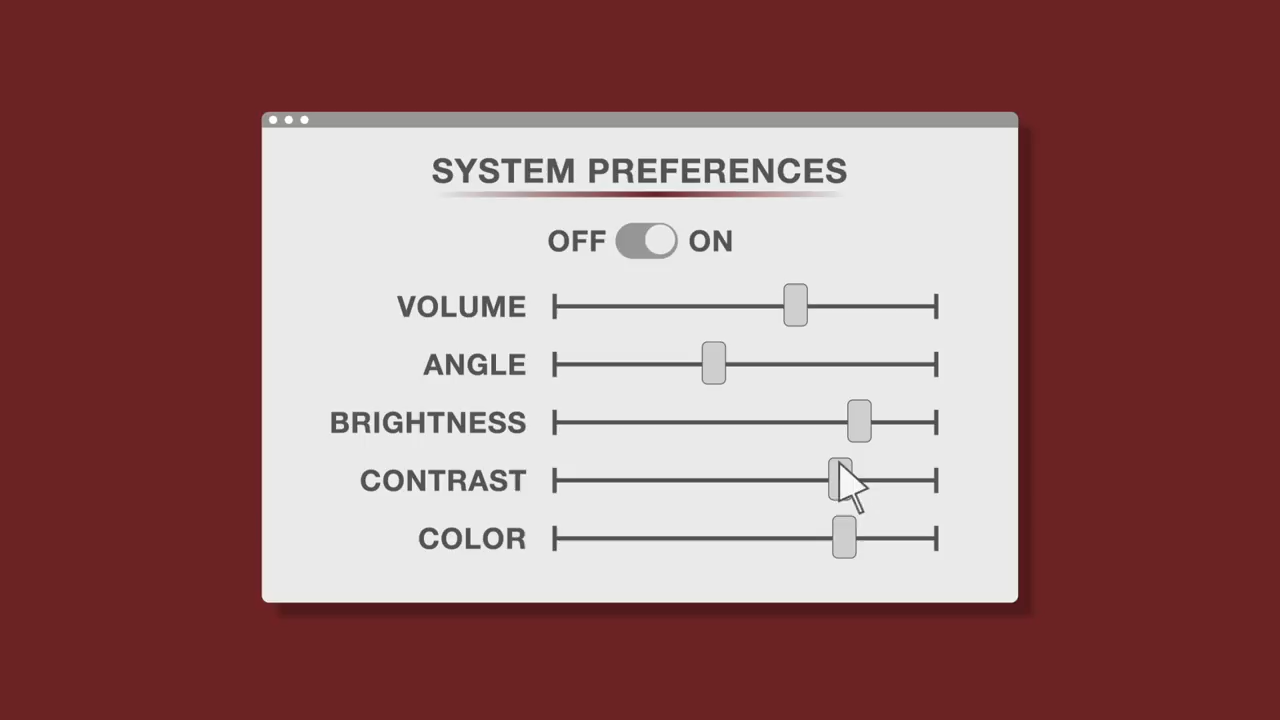 SYSTEM PREFERENCES
OFF ON
VOLUME
ANGLE
BRIGHTNESS
CONTRAST
COLOR